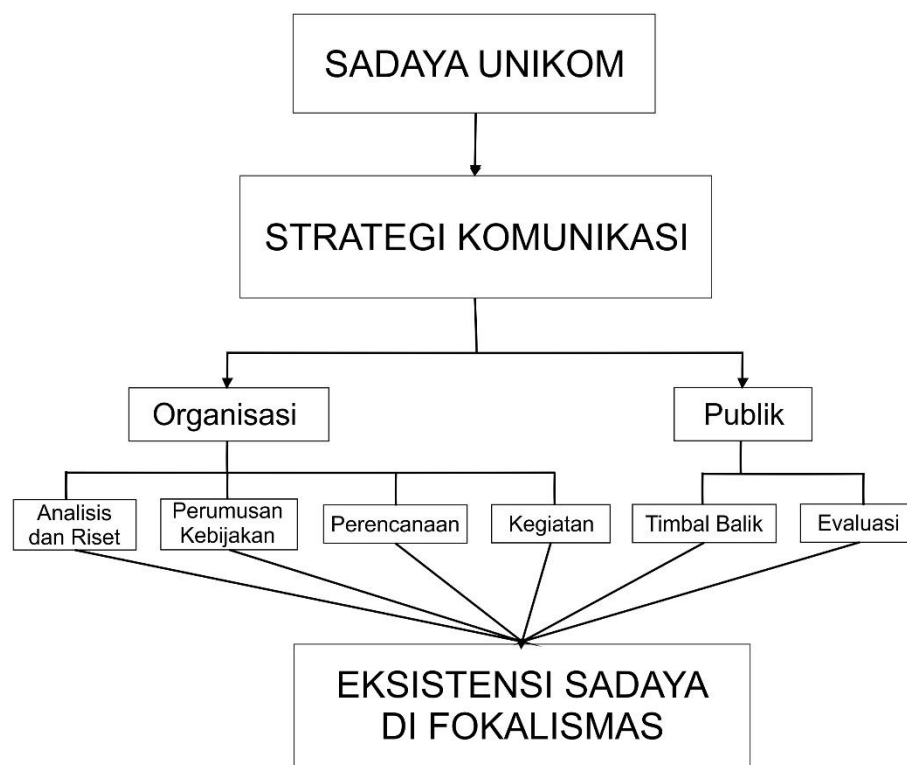 SADAYA UNIKOM
STRATEGI KOMUNIKASI
Organisasi
Publik
Analisis
dan Riset
Perumusan
Kebijakan
Perencanaan
Kegiatan
Timbal Balik
Evaluasi
EKSISTENSI SADAYA
DI FOKALISMAS